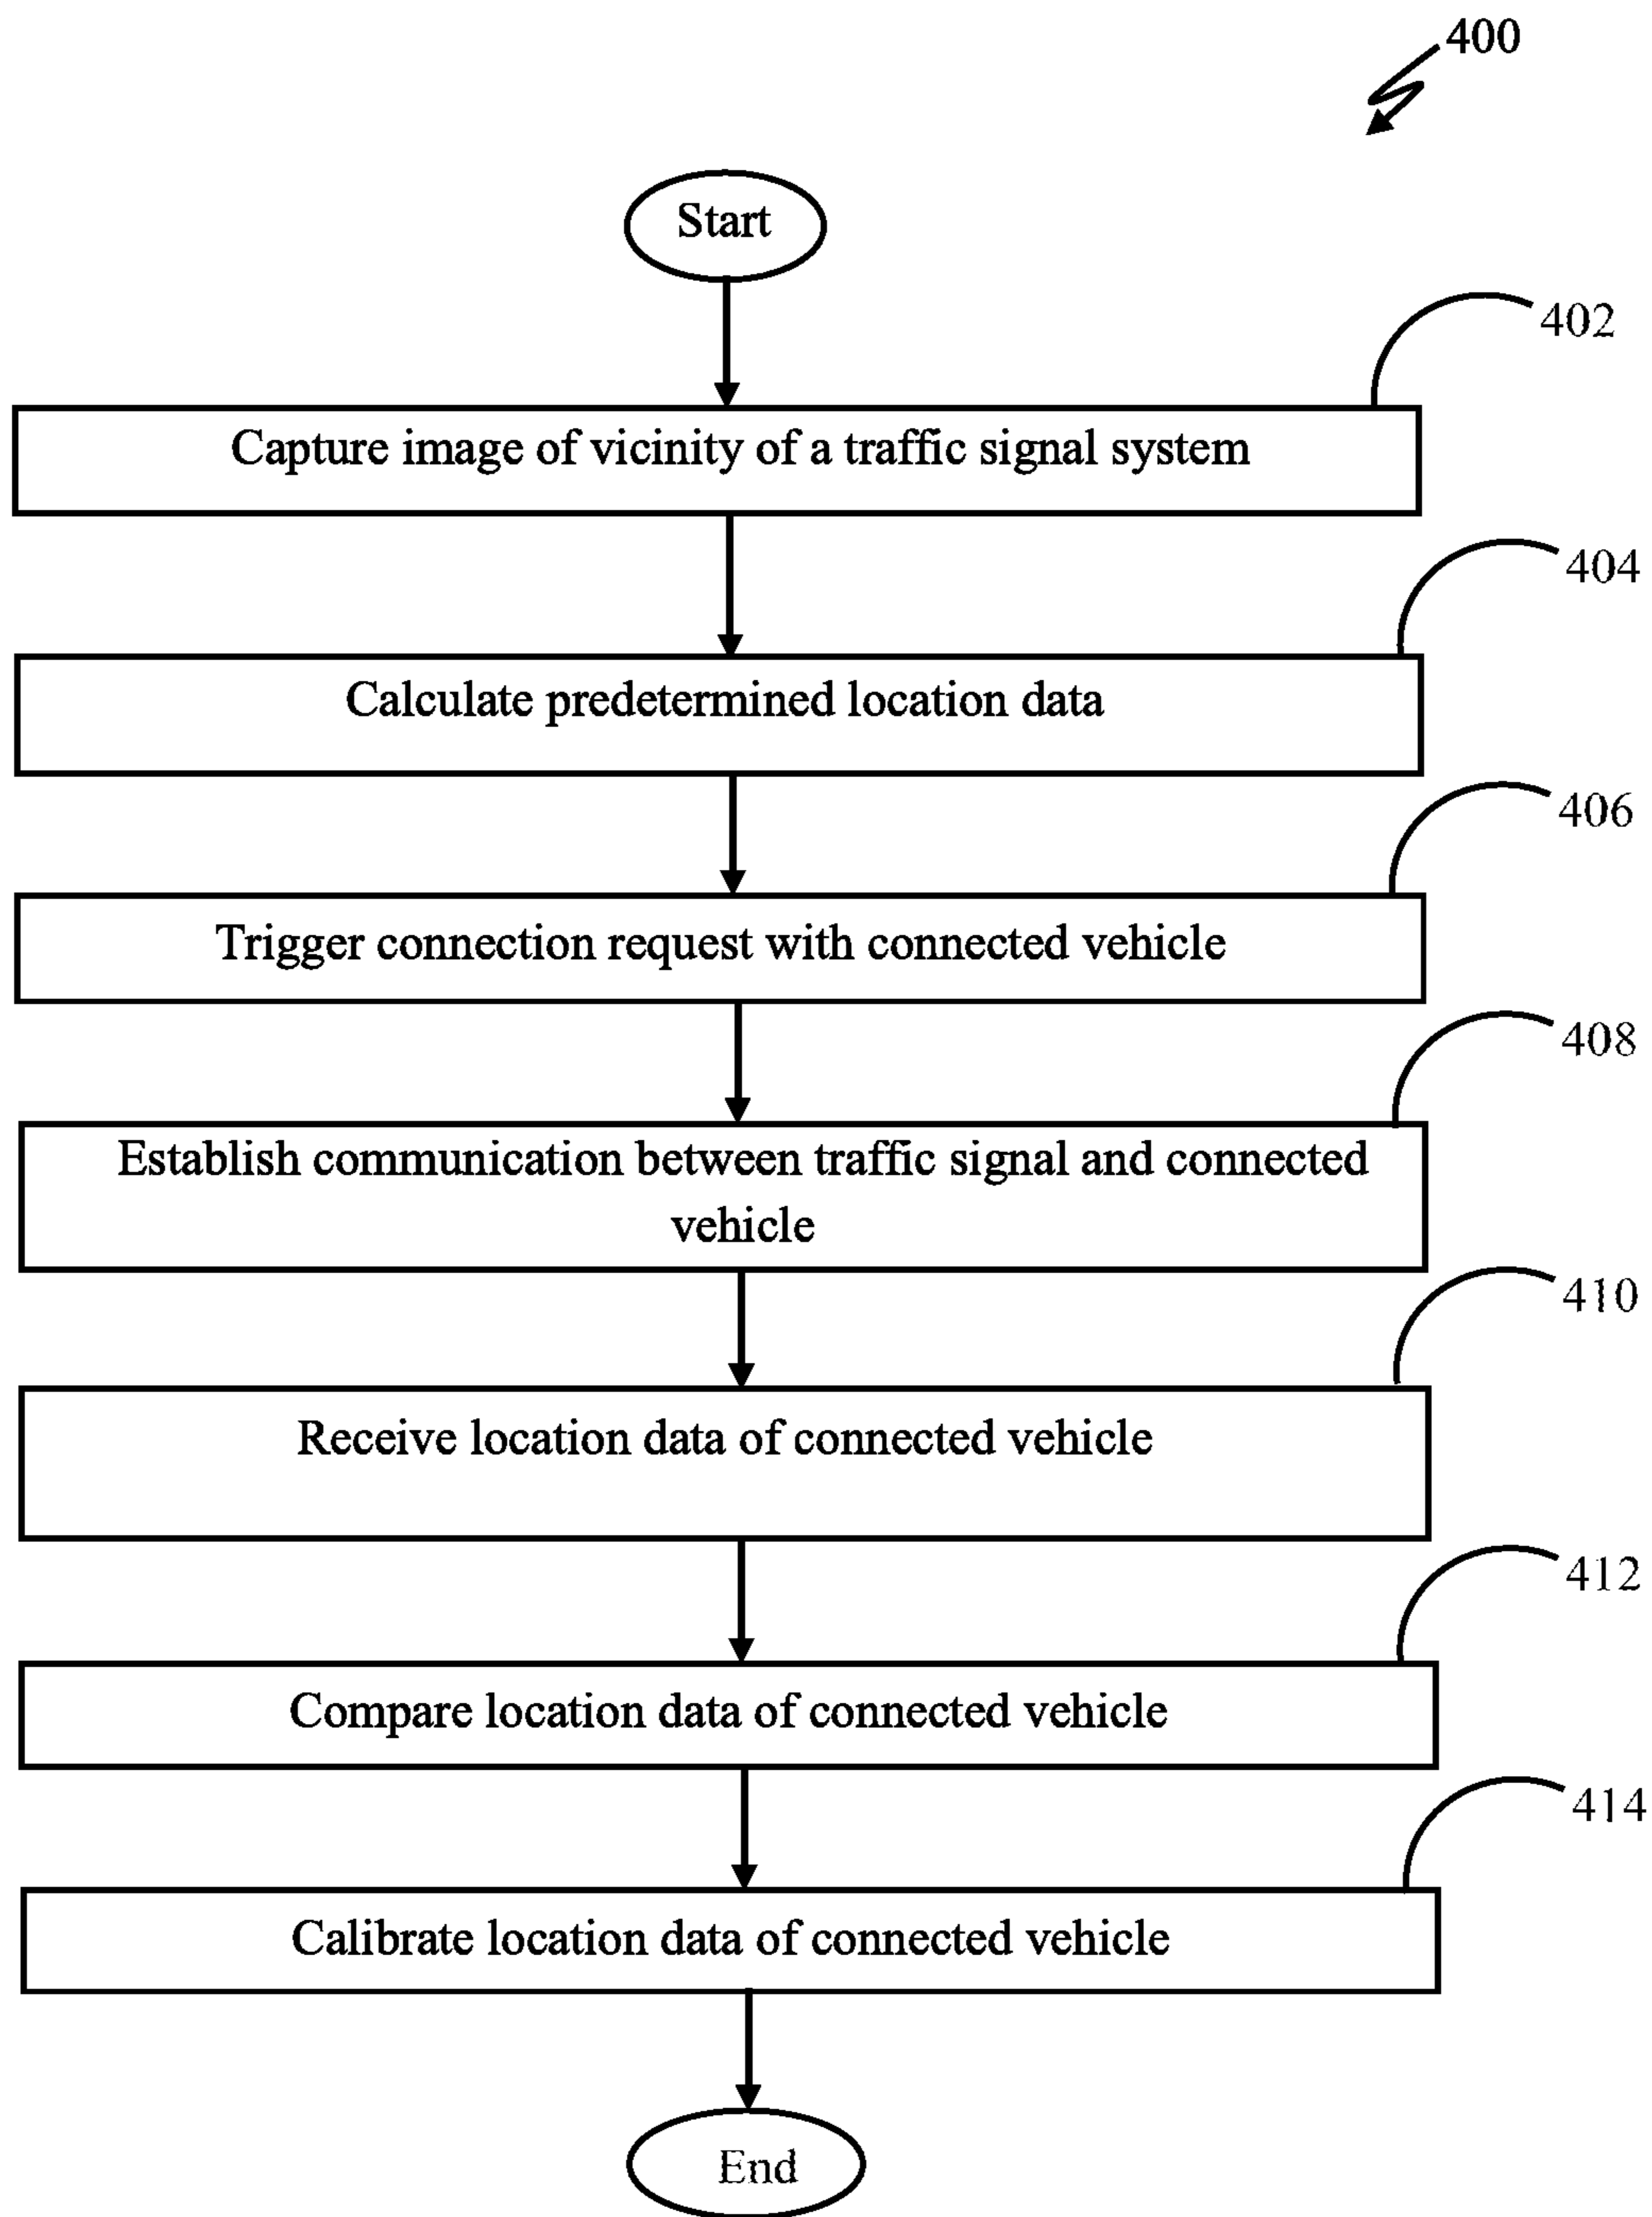 400
Start
402
Capture image of vicinity of a traffic signal system
404
Calculate predetermined location data
406
Trigger connection request with connected vehicle
408
Establish communication between traffic signal and connected
vehicle
410
Receive location data of connected vehicle
412
Compare location data of connected vehicle
414
Calibrate location data of connected vehicle
End